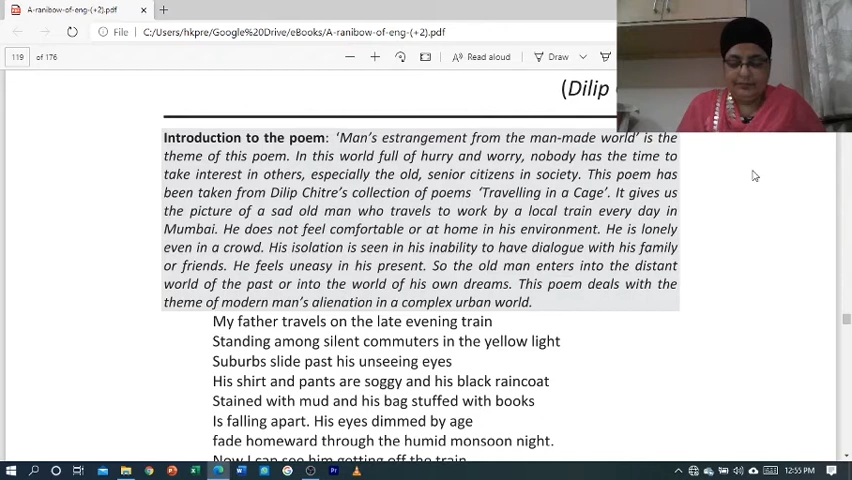 A-ranibow-of-eng-(+2).pdf
File C:/Users/hkpre/Google%20Drive/eBooks/A-ranibow-of-eng-(+2).pdf
119 of 176 Read aloud Draw
(Dilip
Introduction to the poem: 'Man's estrangement from the man-made world' is the
theme of this poem. In this world full of hurry and worry, nobody has the time to
take interest in others, especially the old, senior citizens in society. This poem has
been taken from Dilip Chitre's collection of poems 'Travelling in a Cage'. It gives us
the picture of a sad old man who travels to work by a local train every day in
Mumbai. He does not feel comfortable or at home in his environment. He is lonely
even in a crowd. His isolation is seen in his inability to have dialogue with his family
or friends. He feels uneasy in his present. So the old man enters into the distant
world of the past or into the world of his own dreams. This poem deals with the
theme of modern man's alienation in a complex urban world.
My father travels on the late evening train
Standing among silent commuters in the yellow light
Suburbs slide past his unseeing eyes
His shirt and pants are soggy and his black raincoat
Stained with mud and his bag stuffed with books
Is falling apart. His eyes dimmed by age
fade homeward through the humid monsoon night.
Now I can see him getting off the train
12:55 PM